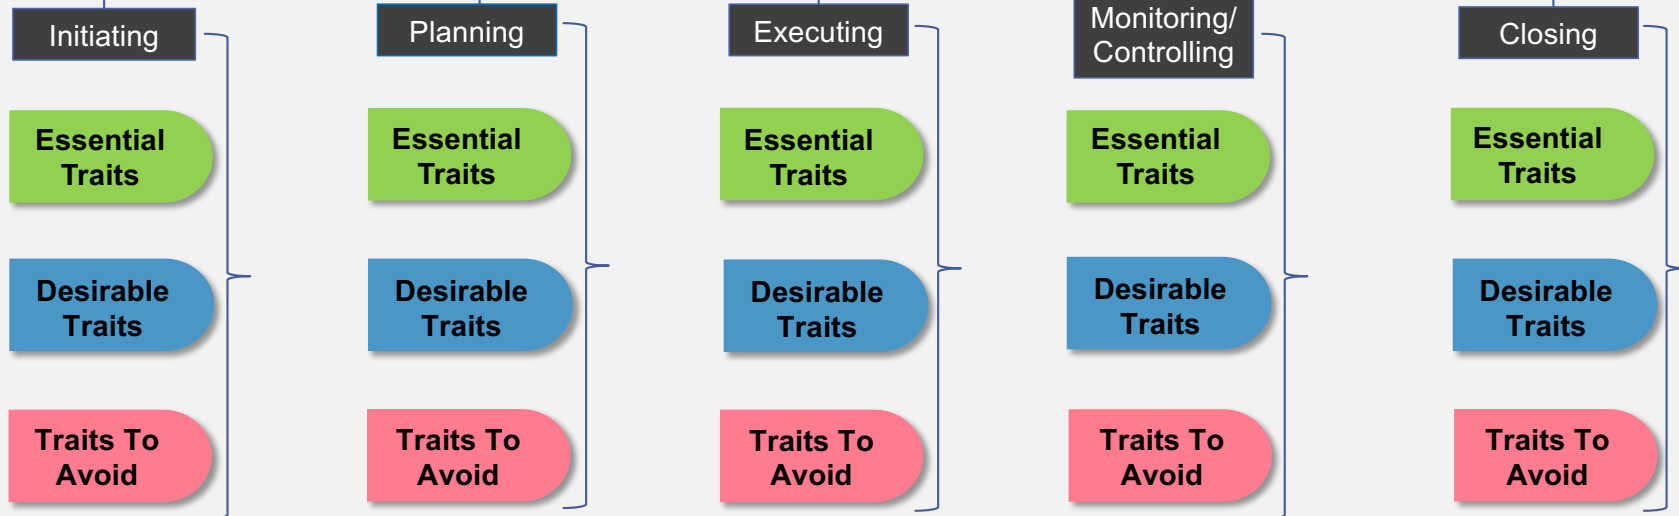 Initiating
Planning
Executing
Monitoring/
Controlling
Closing
Essential
Traits
Essential
Traits
Essential
Traits
Essential
Traits
Essential
Traits
Desirable
Traits
Desirable
Traits
Desirable
Traits
Desirable
Traits
Desirable
Traits
Traits To
Avoid
Traits To
Avoid
Traits To
Avoid
Traits To
Avoid
Traits To
Avoid